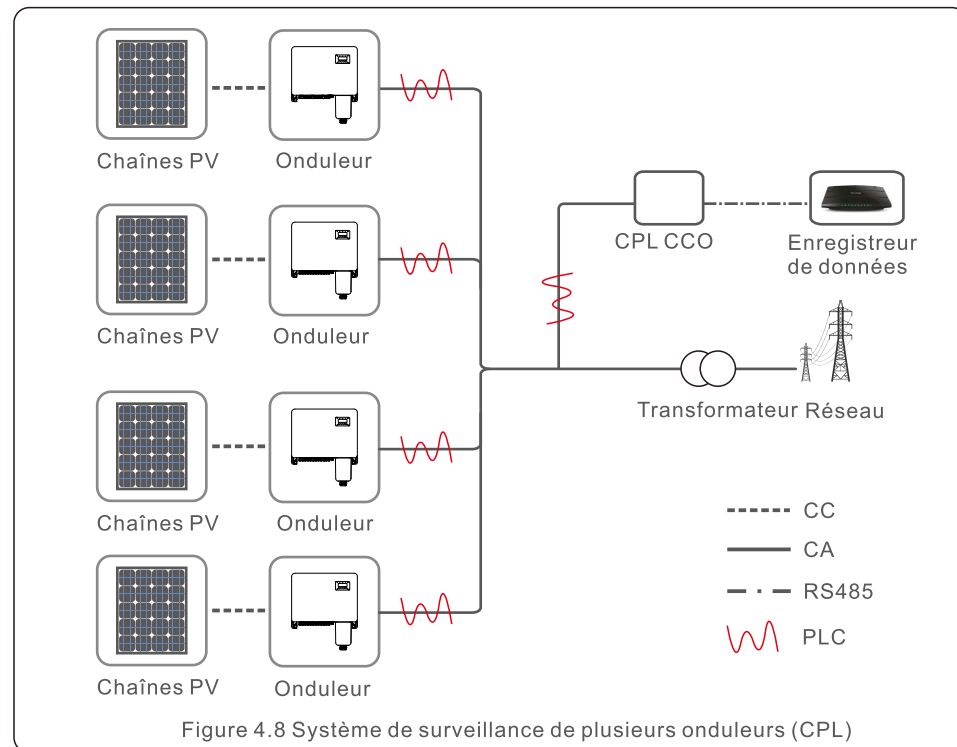 Chaînes PV
Onduleur
CPL CCO
Enregistreur
de données
Chaînes PV
Onduleur
Transformateur
Réseau
Chaînes PV
Onduleur
CC
CA
RS485
PLC
Chaînes PV
Onduleur
Figure 4.8 Système de surveillance de plusieurs onduleurs (CPL)